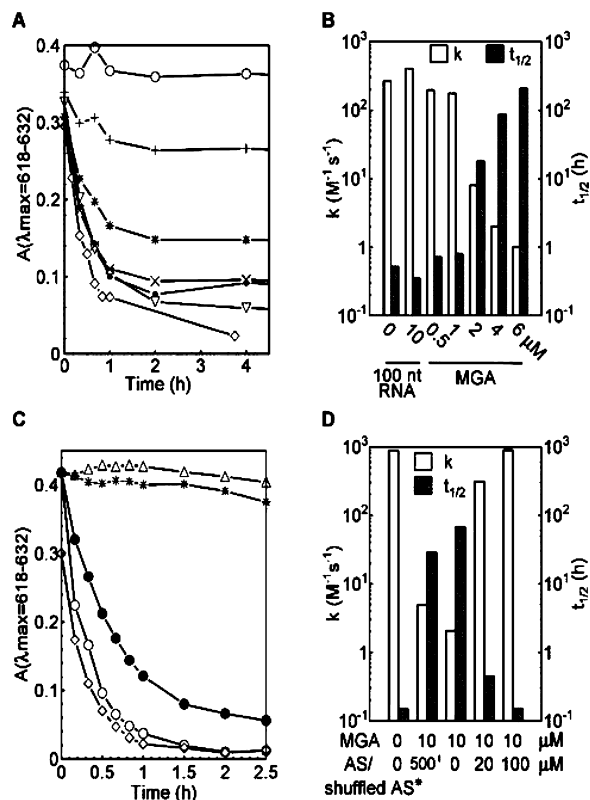 A
A(λmax=618-632)
0.4
0.3
0.2
0.1
0
0 1 2 3 4
Time (h)
B
k t1/2
k (M-1s-1)
10³
10²
10¹
1
10-1
10³
10²
10¹
1
10-1
t1/2 (h)
0 10 0.5 1 2 4 6 μM
100 nt RNA
MGA
C
A(λmax=618-632)
0.4
0.3
0.2
0.1
0
0 0.5 1 1.5 2 2.5
Time (h)
D
k
t1/2
k (M-1s-1)
10³
10²
10¹
1
10-1
10³
10²
10¹
1
10-1
t1/2 (h)
MGA 0 10 10 10 10 μM
AS/ 0 500 0 20 100 μM
shuffled AS*